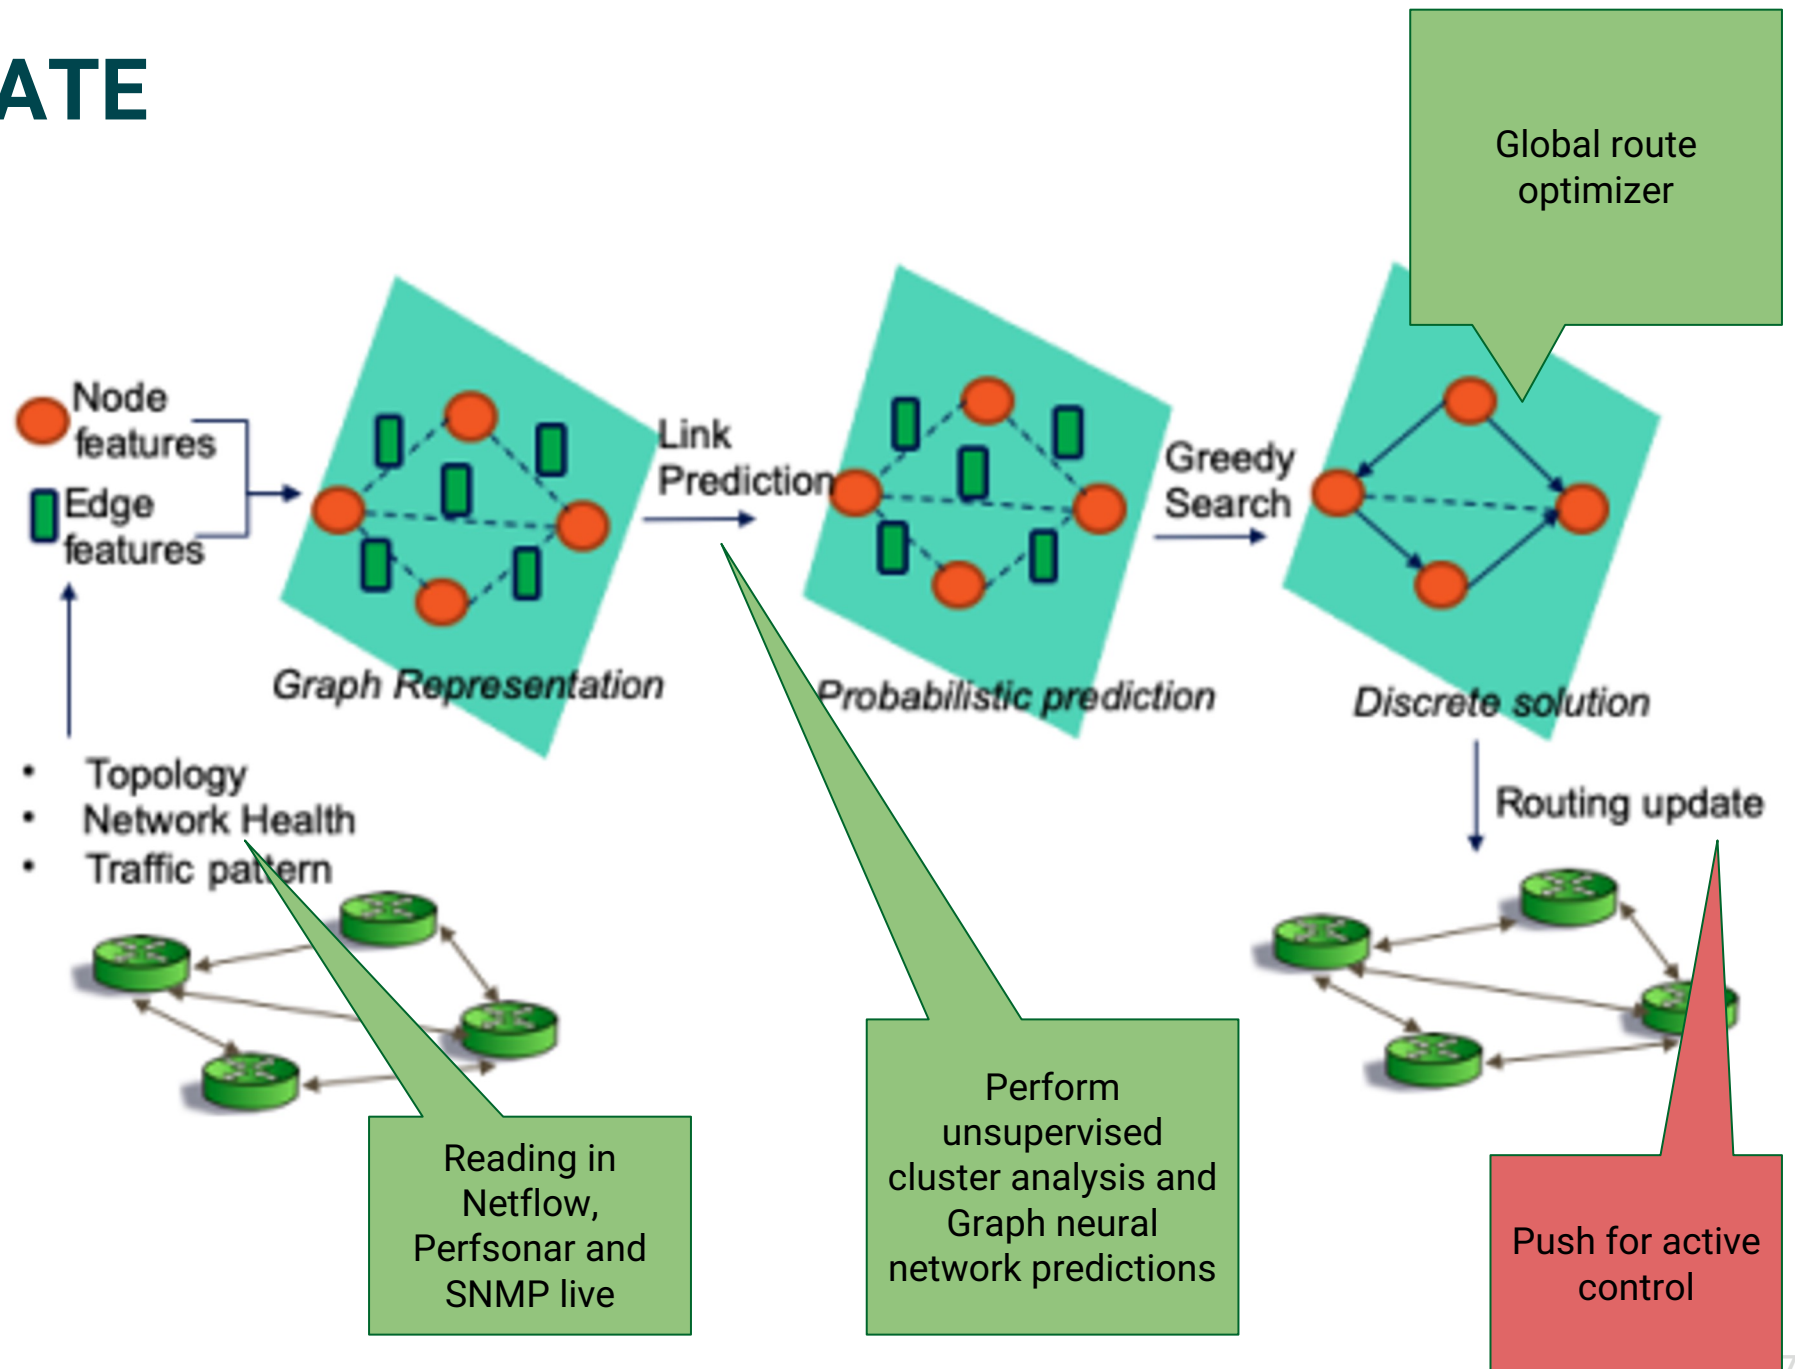 ATE
Global route
optimizer
Node
features
Edge
features
Link
Prediction
Greedy
Search
Graph Representation
Probabilistic prediction
Discrete solution
• Topology
• Network Health
• Traffic pattern
Routing update
Reading in
Netflow,
Perfsonar and
SNMP live
Perform
unsupervised
cluster analysis and
Graph neural
network predictions
Push for active
control
7